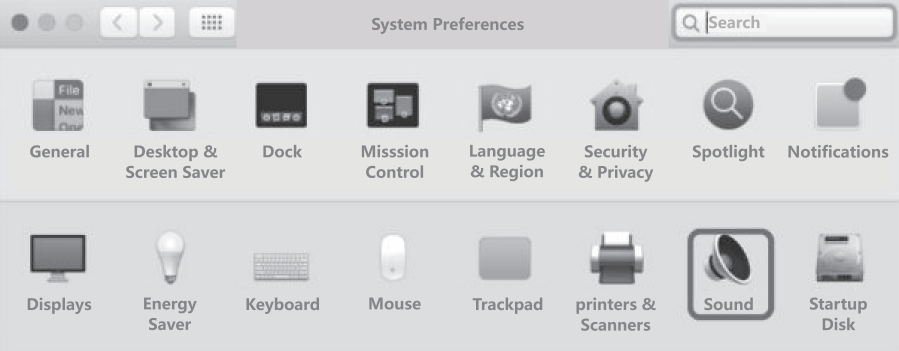 System Preferences
Search
File
New
General
Desktop &
Screen Saver
Dock
Misssion
Control
Language
& Region
Security
& Privacy
Spotlight
Notifications
Displays
Energy
Saver
Keyboard
Mouse
Trackpad
printers &
Scanners
Sound
Startup
Disk